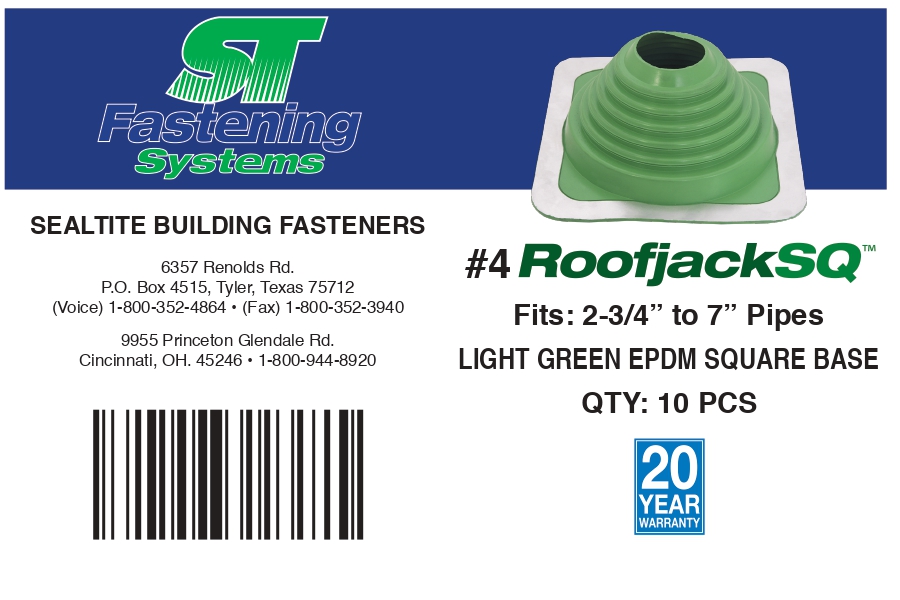 ST
Fastening
Systems
SEALTITE BUILDING FASTENERS
6357 Renolds Rd.
P.O. Box 4515, Tyler, Texas 75712
(Voice) 1-800-352-4864 • (Fax) 1-800-352-3940
9955 Princeton Glendale Rd.
Cincinnati, OH. 45246 • 1-800-944-8920
#4 RoofjackSQ™
Fits: 2-3/4” to 7” Pipes
LIGHT GREEN EPDM SQUARE BASE
QTY: 10 PCS
20
YEAR
WARRANTY